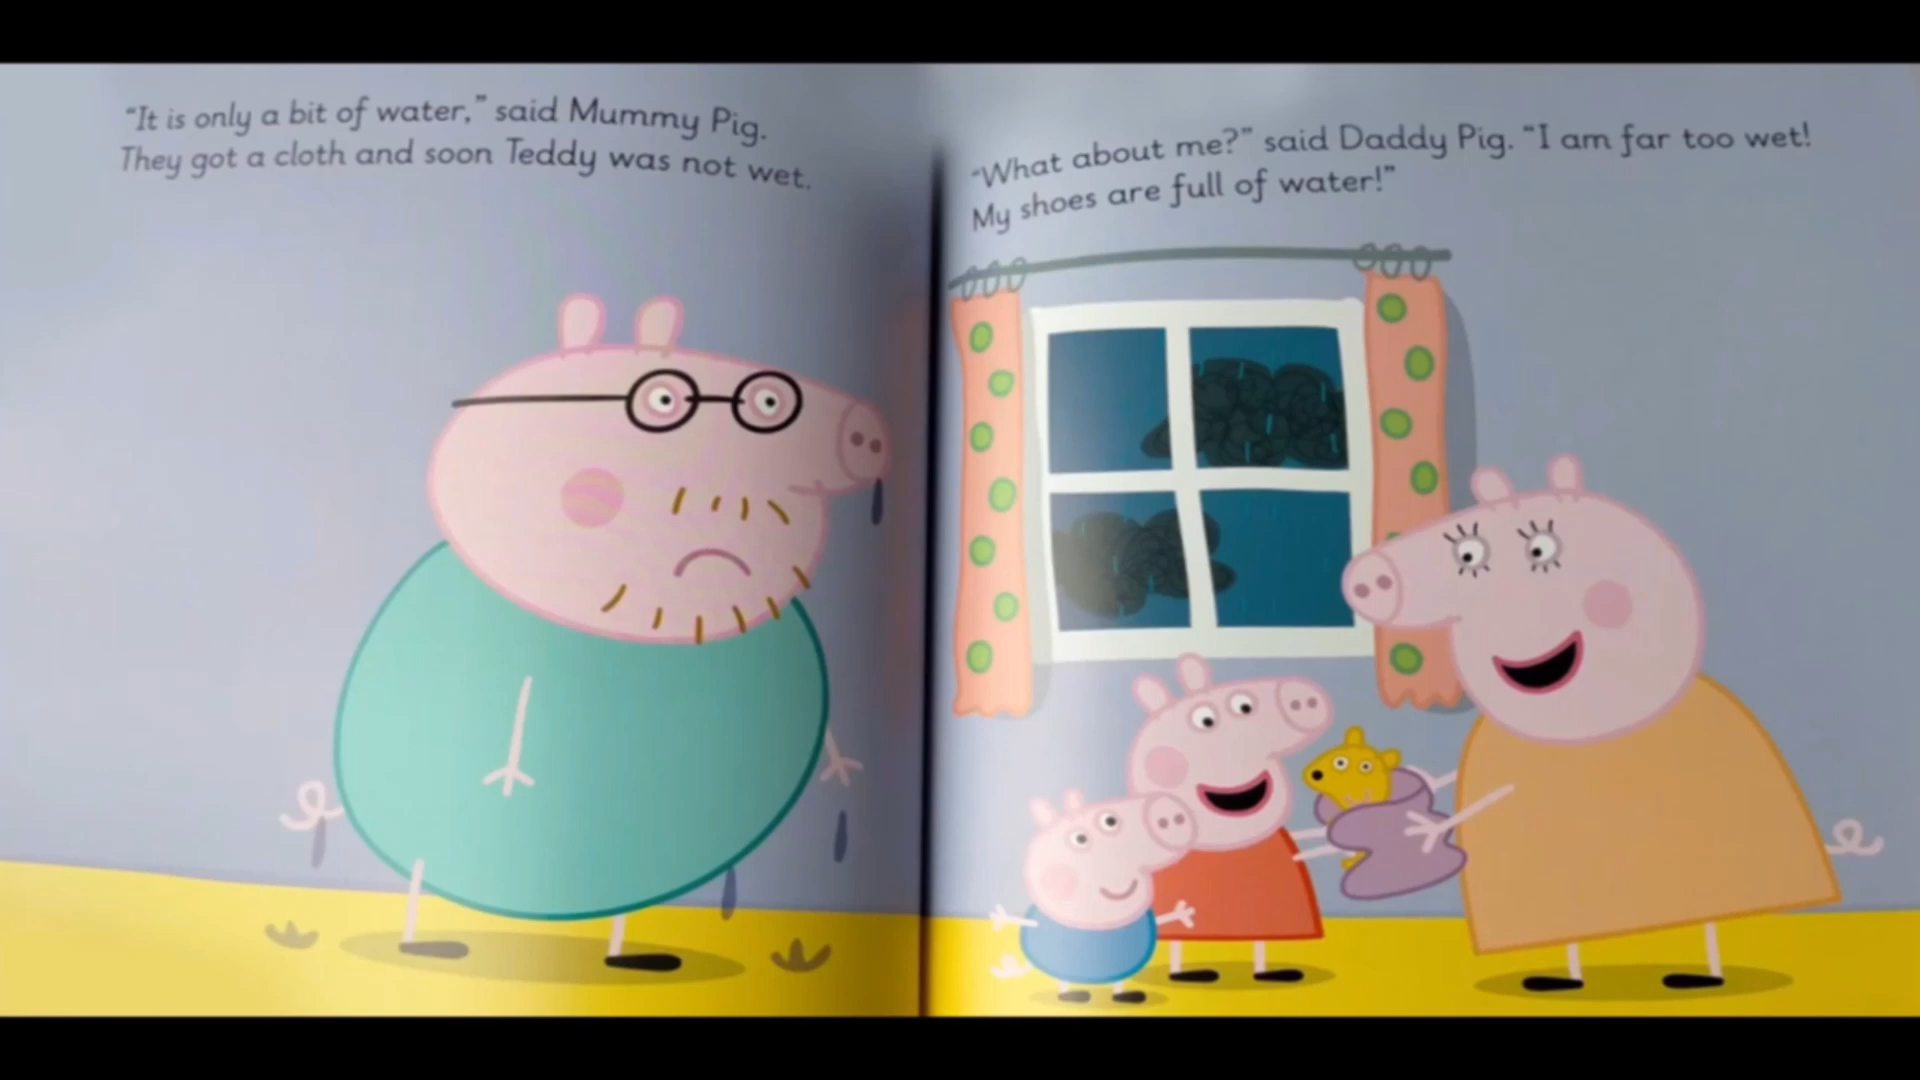 “It is only a bit of water,” said Mummy Pig.
They got a cloth and soon Teddy was not wet.
“What about me?” said Daddy Pig. “I am far too wet!
My shoes are full of water!”